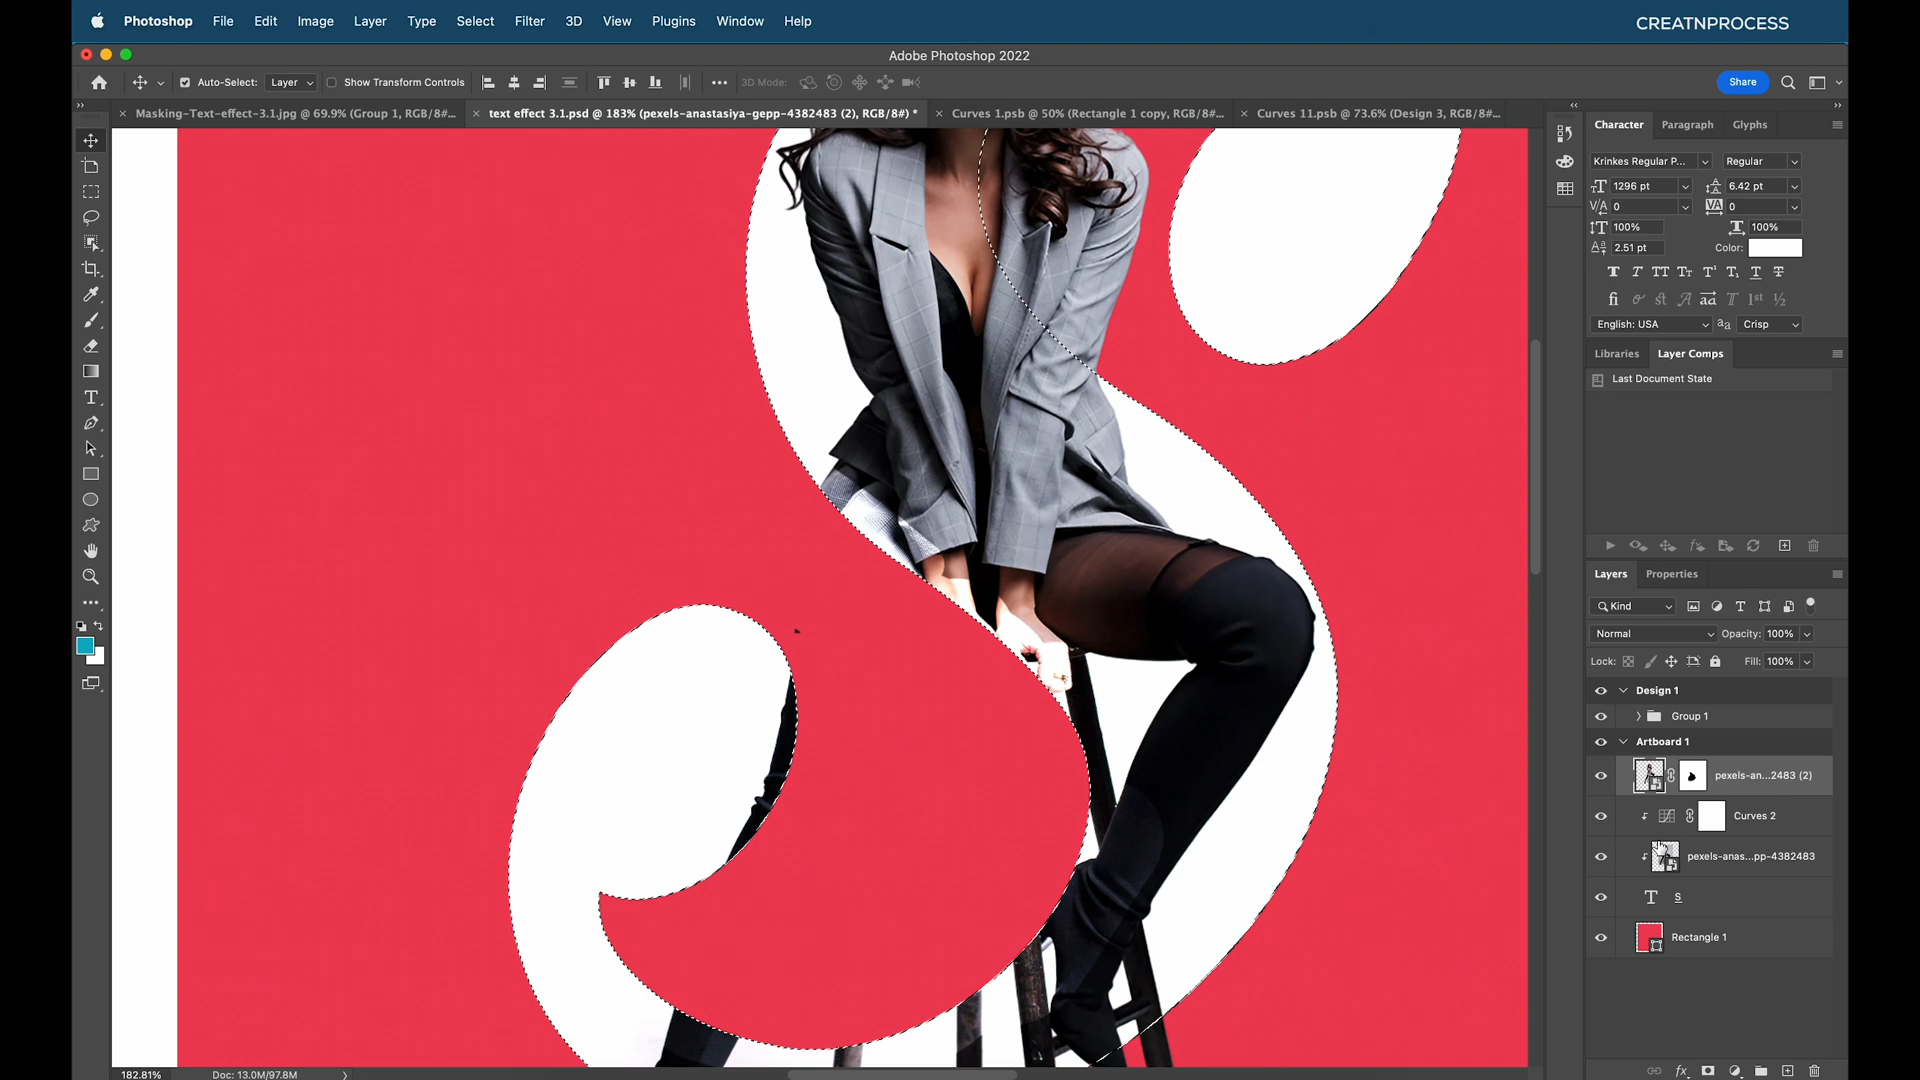 Photoshop File Edit Image Layer Type Select Filter 3D View Plugins Window Help
CREATNPROCESS
Adobe Photoshop 2022
Auto-Select: Layer Show Transform Controls 3D Mode: Share
Masking-Text-effect-3.1.jpg @ 69.9% (Group 1, RGB/8#... text effect 3.1.psd @ 183% (pexels-anastasiya-gepp-4382483 (2), RGB/8#) * Curves 1.psb @ 50% (Rectangle 1 copy, RGB/8#... Curves 11.psb @ 73.6% (Design 3, RGB/8#...
Character Paragraph Glyphs
Krinkes Regular P... Regular
1296 pt 6.42 pt
0 0
100% 100%
2.51 pt Color:
English: USA Crisp
Libraries Layer Comps
Last Document State
Layers Properties
Kind
Normal Opacity: 100%
Lock: Fill: 100%
Design 1
Group 1
Artboard 1
pexels-an...2483 (2)
Curves 2
pexels-anas...pp-4382483
S
Rectangle 1
182.81% Doc: 13.0M/97.8M